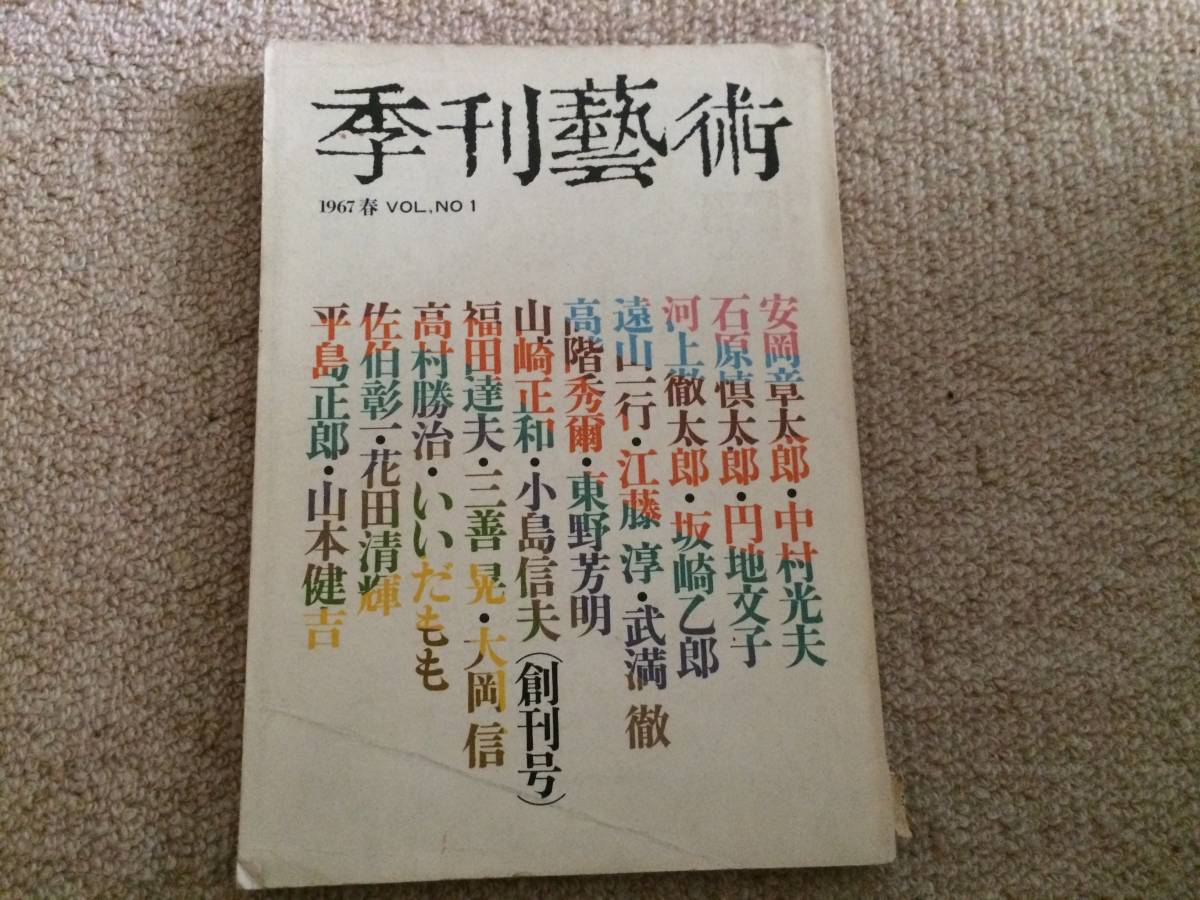 季刊藝術
1967 春 VOL,NO 1
安岡章太郎・中村光夫
石原慎太郎・円地文子
河上徹太郎・坂崎乙郎
遠山一行・江藤 淳・武満 徹
高階秀爾・東野芳明
山崎正和・小島信夫(創刊号)
福田達夫・三善 晃・大岡 信
高村勝治・いいだもも
佐伯彰一・花田清輝
平島正郎・山本健吉